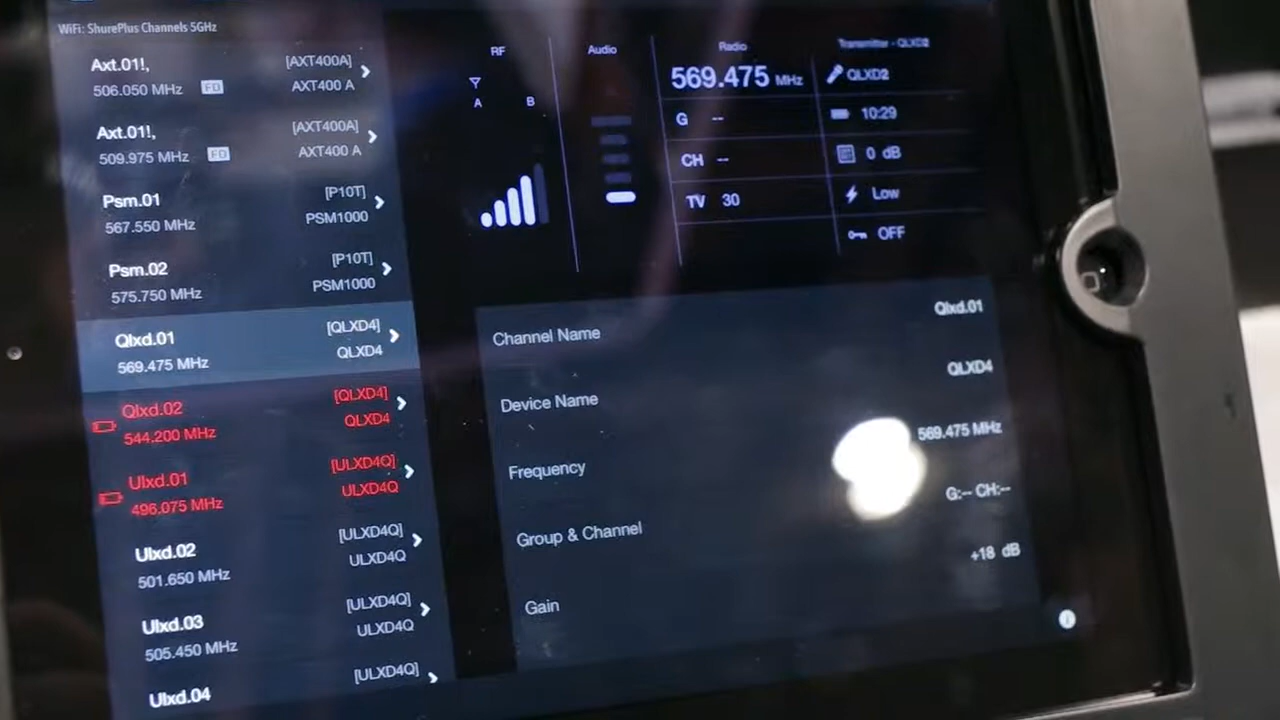 WiFi: ShurePlus Channels 5GHz
Axt.01!, [AXT400A]
506.050 MHz FD AXT400 A
Axt.01!, [AXT400A]
509.975 MHz FD AXT400 A
Psm.01 [P10T]
567.550 MHz PSM1000
Psm.02 [P10T]
575.750 MHz PSM1000
Qlxd.01 [QLXD4]
569.475 MHz QLXD4
Qlxd.02 [QLXD4]
544.200 MHz QLXD4
Ulxd.01 [ULXD4Q]
496.075 MHz ULXD4Q
Ulxd.02 [ULXD4Q]
501.650 MHz ULXD4Q
Ulxd.03 [ULXD4Q]
505.450 MHz ULXD4Q
Ulxd.04 [ULXD4Q]
RF
A B
Audio
Radio
569.475 MHz
G --
CH --
TV 30
Transmitter - QLXD2
QLXD2
10:29
0 dB
Low
OFF
Channel Name Qlxd.01
Device Name QLXD4
Frequency 569.475 MHz
Group & Channel G:-- CH:--
Gain +18 dB